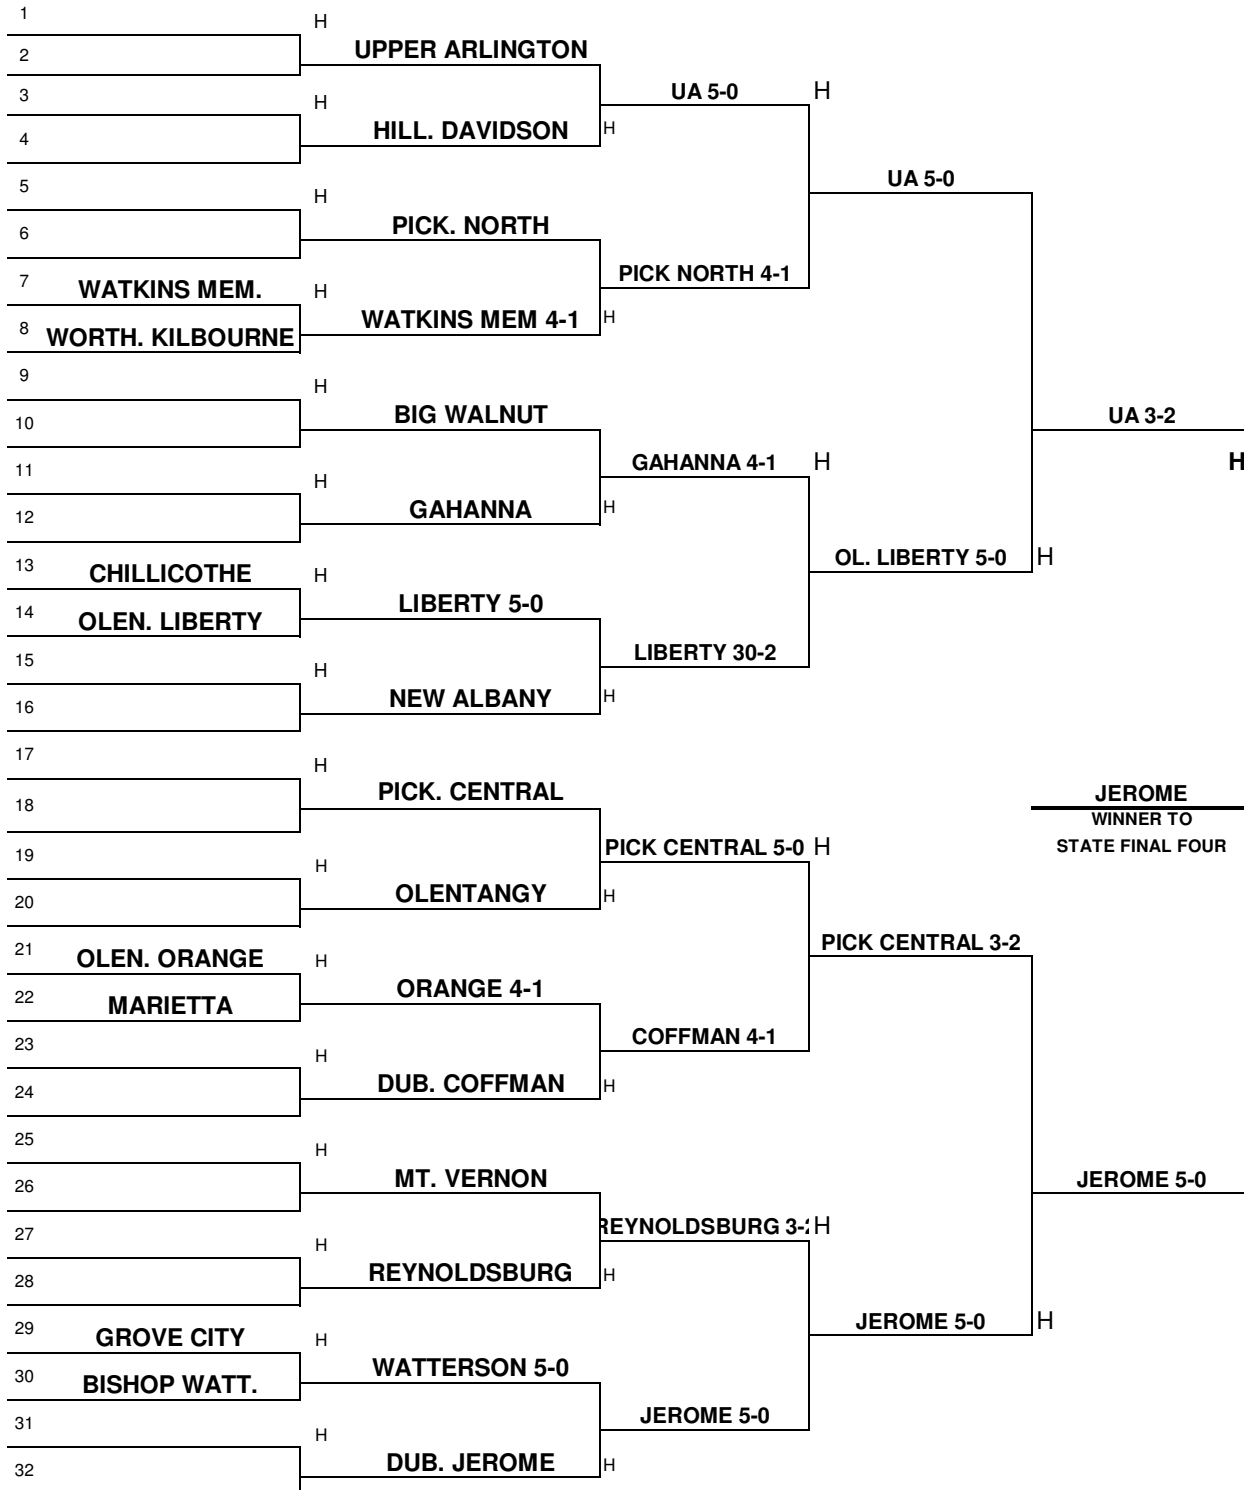 1
H
2
UPPER ARLINGTON
3
UA 5-0
H
H
4
HILL. DAVIDSON
H
5
UA 5-0
H
6
PICK. NORTH
7
WATKINS MEM.
H
PICK NORTH 4-1
8
WORTH. KILBOURNE
WATKINS MEM 4-1
H
9
H
10
BIG WALNUT
UA 3-2
11
GAHANNA 4-1
H
H
H
12
GAHANNA
H
13
CHILLICOTHE
H
OL. LIBERTY 5-0
H
14
OLEN. LIBERTY
LIBERTY 5-0
15
LIBERTY 30-2
H
16
NEW ALBANY
H
17
H
18
PICK. CENTRAL
JEROME
WINNER TO
STATE FINAL FOUR
19
PICK CENTRAL 5-0
H
H
20
OLENTANGY
H
21
OLEN. ORANGE
H
PICK CENTRAL 3-2
22
MARIETTA
ORANGE 4-1
23
COFFMAN 4-1
H
24
DUB. COFFMAN
H
25
H
26
MT. VERNON
JEROME 5-0
27
REYNOLDSBURG 3-2
H
H
28
REYNOLDSBURG
H
29
GROVE CITY
H
JEROME 5-0
H
30
BISHOP WATT.
WATTERSON 5-0
31
JEROME 5-0
H
32
DUB. JEROME
H